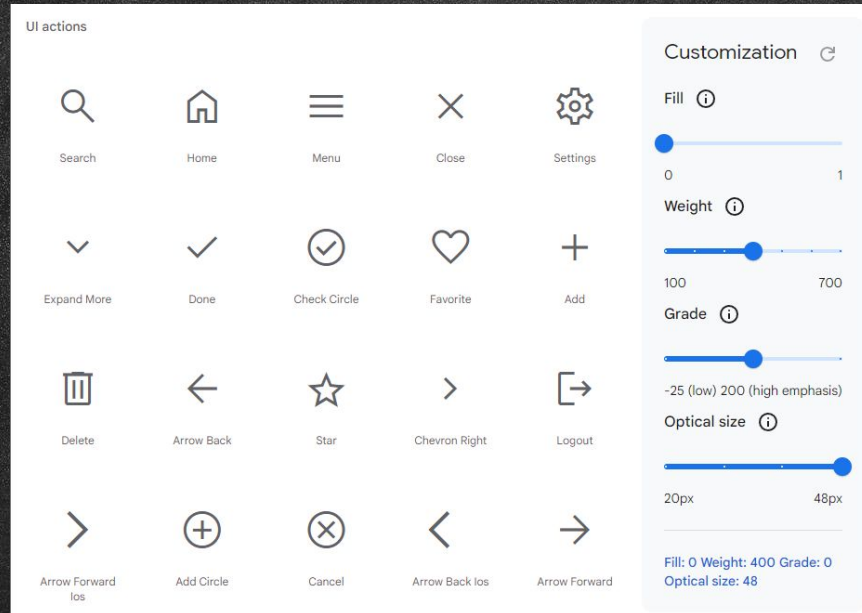 UI actions
Search
Home
Menu
Close
Settings
Expand More
Done
Check Circle
Favorite
Add
Delete
Arrow Back
Star
Chevron Right
Logout
Arrow Forward
Ios
Add Circle
Cancel
Arrow Back Ios
Arrow Forward
Customization
Fill
0 1
Weight
100 700
Grade
-25 (low) 200 (high emphasis)
Optical size
20px 48px
Fill: 0 Weight: 400 Grade: 0
Optical size: 48